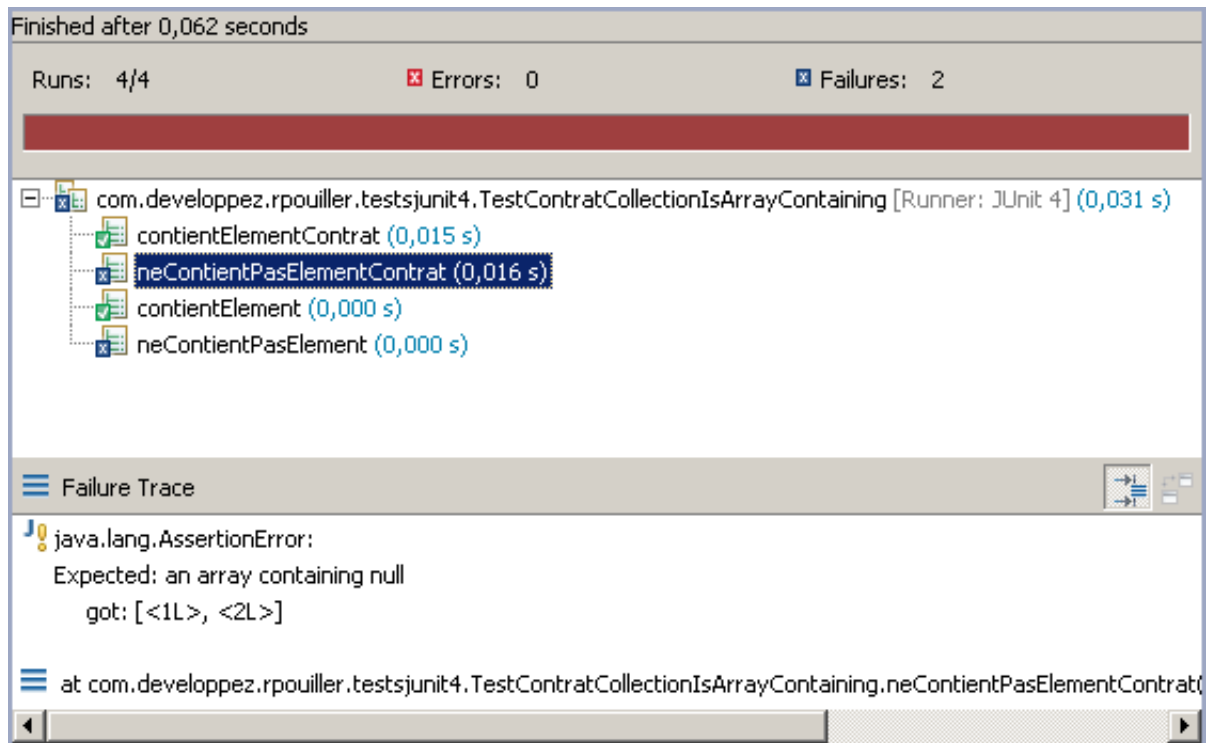 Finished after 0,062 seconds
Runs: 4/4 Errors: 0 Failures: 2
com.developpez.rpouiller.testsjunit4.TestContratCollectionIsArrayContaining [Runner: JUnit 4] (0,031 s)
contientElementContrat (0,015 s)
neContientPasElementContrat (0,016 s)
contientElement (0,000 s)
neContientPasElement (0,000 s)
Failure Trace
java.lang.AssertionError:
Expected: an array containing null
got: [<1L>, <2L>]
at com.developpez.rpouiller.testsjunit4.TestContratCollectionIsArrayContaining.neContientPasElementContrat(